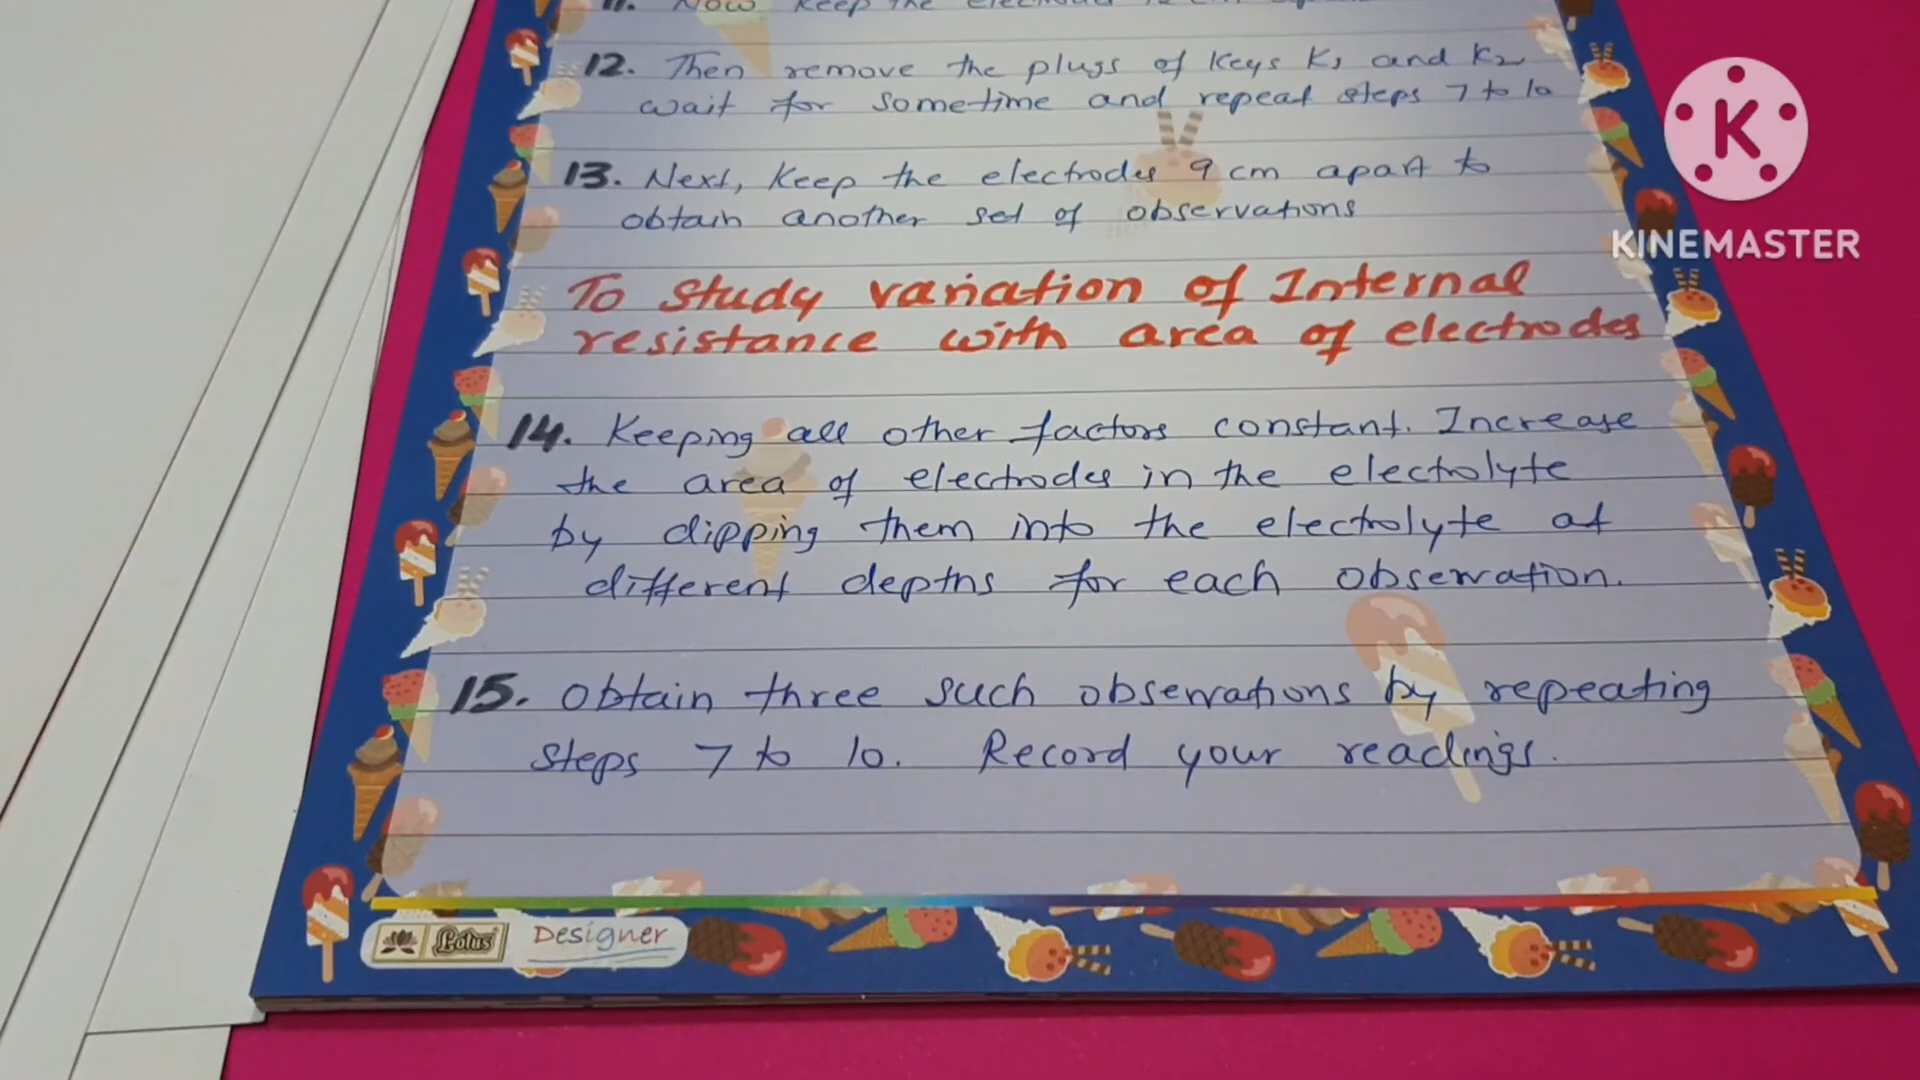 11. Now keep the
12. Then remove the plugs of keys K1 and K2
wait for sometime and repeat steps 7 to 10
13. Next, keep the electrodes 9 cm apart to
obtain another set of observations
To study variation of Internal
resistance with area of electrodes
14. Keeping all other factors constant. Increase
the area of electrodes in the electrolyte
by dipping them into the electrolyte at
different depths for each observation.
15. Obtain three such observations by repeating
steps 7 to 10. Record your readings.
Lotus Designer
K
KINEMASTER